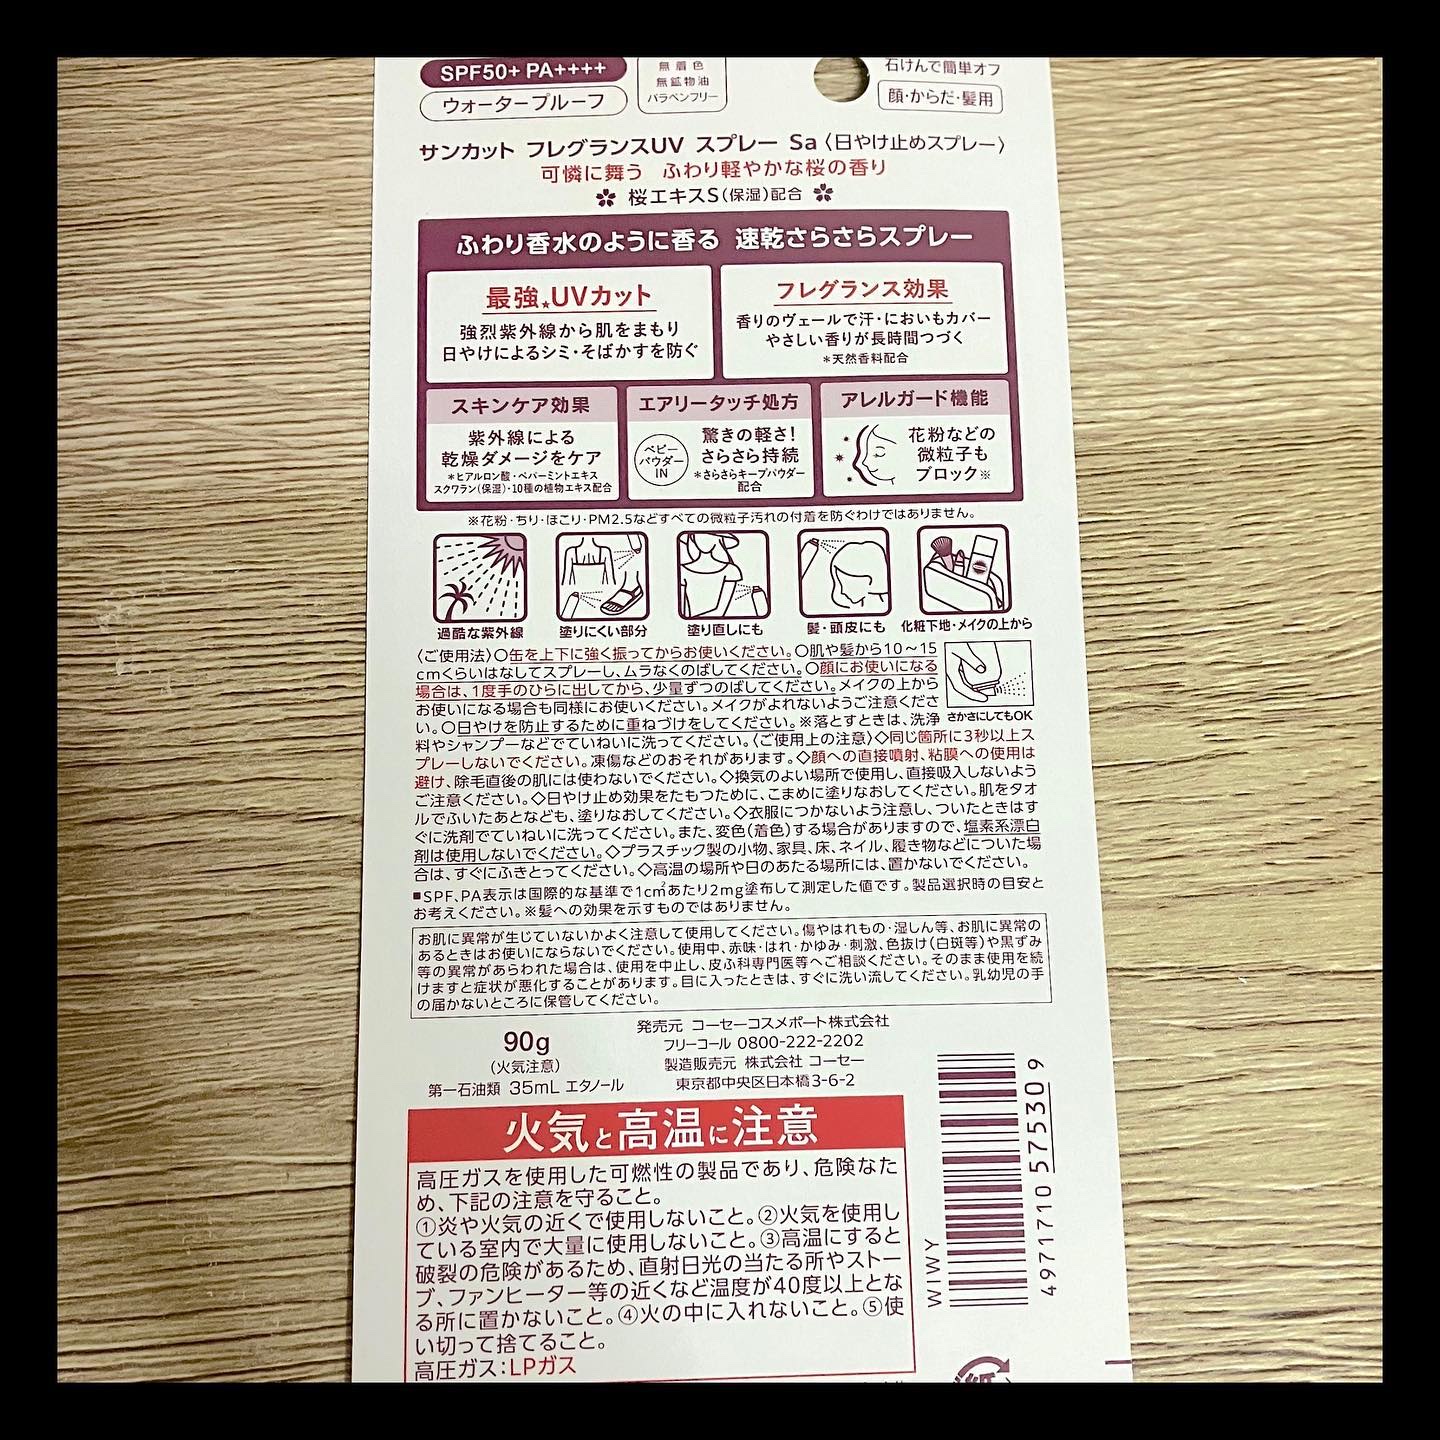 SPF50+ PA++++
ウォータープルーフ
無着色
無鉱物油
パラベンフリー
石けんで簡単オフ
顔・からだ・髪用
サンカット フレグランスUV スプレー Sa〈日やけ止めスプレー〉
可憐に舞う ふわり軽やかな桜の香り
桜エキスS(保湿)配合
ふわり香水のように香る 速乾さらさらスプレー
最強★UVカット
強烈紫外線から肌をまもり
日やけによるシミ・そばかすを防ぐ
フレグランス効果
香りのヴェールで汗・においもカバー
やさしい香りが長時間つづく
＊天然香料配合
スキンケア効果
紫外線による
乾燥ダメージをケア
＊ヒアルロン酸・ペパーミントエキス
スクワラン(保湿)・10種の植物エキス配合
エアリータッチ処方
ベビー
パウダー
IN
驚きの軽さ!
さらさら持続
＊さらさらキープパウダー
配合
アレルガード機能
花粉などの
微粒子も
ブロック※
※花粉・ちり・ほこり・PM2.5などすべての微粒子汚れの付着を防ぐわけではありません。
過酷な紫外線
塗りにくい部分
塗り直しにも
髪・頭皮にも
化粧下地・メイクの上から
〈ご使用法〉〇缶を上下に強く振ってからお使いください。〇肌や髪から10～15
cmくらいはなしてスプレーし、ムラなくのばしてください。〇顔にお使いになる
場合は、1度手のひらに出してから、少量ずつのばしてください。メイクの上から
お使いになる場合も同様にお使いください。メイクがよれないようご注意くださ
い。〇日やけを防止するために重ねづけをしてください。※落とすときは、洗浄
さかさにしてもOK
料やシャンプーなどでていねいに洗ってください。〈ご使用上の注意〉◇同じ箇所に3秒以上ス
プレーしないでください。凍傷などのおそれがあります。◇顔への直接噴射、粘膜への使用は
避け、除毛直後の肌には使わないでください。◇換気のよい場所で使用し、直接吸入しないよう
ご注意ください。◇日やけ止め効果をたもつために、こまめに塗りなおしてください。肌をタオ
ルでふいたあとなども、塗りなおしてください。◇衣服につかないよう注意し、ついたときはす
ぐに洗剤でていねいに洗ってください。また、変色(着色)する場合がありますので、塩素系漂白
剤は使用しないでください。◇プラスチック製の小物、家具、床、ネイル、履き物などについた場
合は、すぐにふきとってください。◇高温の場所や日のあたる場所には、置かないでください。
■SPF、PA表示は国際的な基準で1c㎡あたり2mg塗布して測定した値です。製品選択時の目安と
お考えください。※髪への効果を示すものではありません。
お肌に異常が生じていないかよく注意して使用してください。傷やはれもの・湿しん等、お肌に異常の
あるときはお使いにならないでください。使用中、赤味・はれ・かゆみ・刺激、色抜け(白斑等)や黒ずみ
等の異常があらわれた場合は、使用を中止し、皮ふ科専門医等へご相談ください。そのまま使用を続
けますと症状が悪化することがあります。目に入ったときは、すぐに洗い流してください。乳幼児の手
の届かないところに保管してください。
90g
(火気注意)
第一石油類 35mL エタノール
発売元 コーセーコスメポート株式会社
フリーコール 0800-222-2202
製造販売元 株式会社 コーセー
東京都中央区日本橋3-6-2
火気と高温に注意
高圧ガスを使用した可燃性の製品であり、危険なた
め、下記の注意を守ること。
①炎や火気の近くで使用しないこと。②火気を使用し
ている室内で大量に使用しないこと。③高温にすると
破裂の危険があるため、直射日光の当たる所やストー
ブ、ファンヒーター等の近くなど温度が40度以上とな
る所に置かないこと。④火の中に入れないこと。⑤使
い切って捨てること。
高圧ガス：LPガス
WIWY
4971710 575309